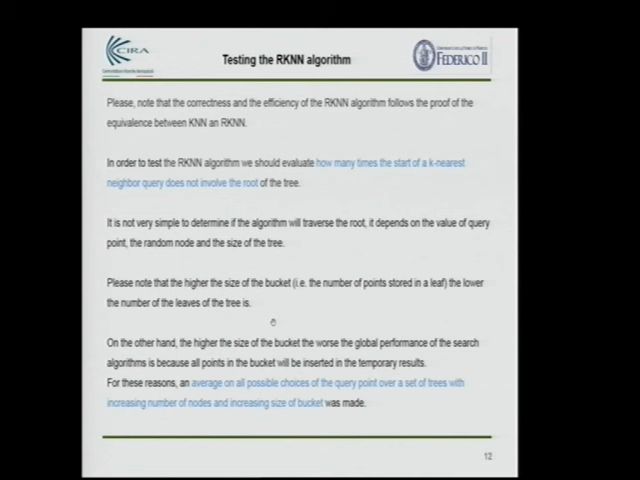 CIRA
Testing the RKNN algorithm
FEDERICO II
Please, note that the correctness and the efficiency of the RKNN algorithm follows the proof of the
equivalence between KNN an RKNN.
In order to test the RKNN algorithm we should evaluate how many times the start of a k-nearest
neighbor query does not involve the root of the tree.
It is not very simple to determine if the algorithm will traverse the root, it depends on the value of query
point, the random node and the size of the tree.
Please note that the higher the size of the bucket (i.e. the number of points stored in a leaf) the lower
the number of the leaves of the tree is.
On the other hand, the higher the size of the bucket the worse the global performance of the search
algorithms is because all points in the bucket will be inserted in the temporary results.
For these reasons, an average on all possible choices of the query point over a set of trees with
increasing number of nodes and increasing size of bucket was made.
12